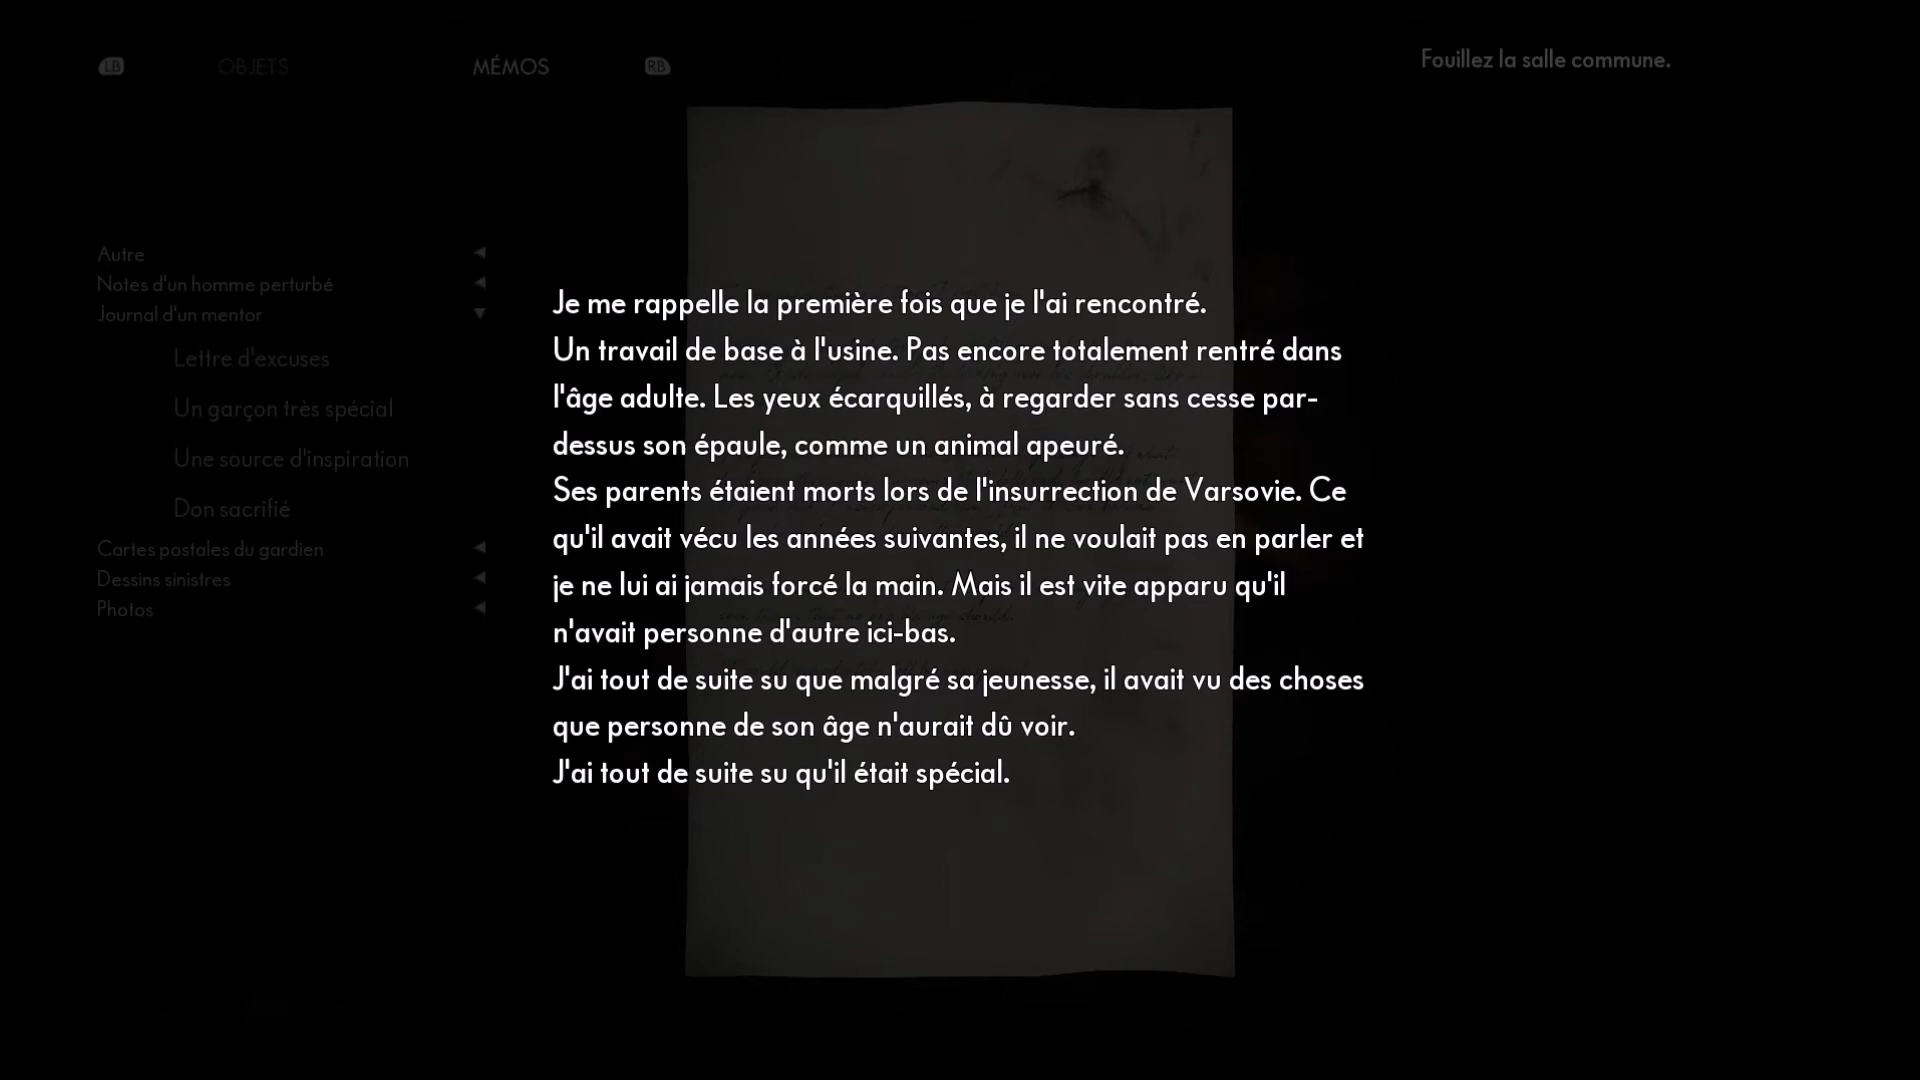 LB OBJETS MÉMOS RB
Fouillez la salle commune.
Autre
Notes d'un homme perturbé
Journal d'un mentor
Lettre d'excuses
Un garçon très spécial
Une source d'inspiration
Don sacrifié
Cartes postales du gardien
Dessins sinistres
Photos
Je me rappelle la première fois que je l'ai rencontré.
Un travail de base à l'usine. Pas encore totalement rentré dans
l'âge adulte. Les yeux écarquillés, à regarder sans cesse par-
dessus son épaule, comme un animal apeuré.
Ses parents étaient morts lors de l'insurrection de Varsovie. Ce
qu'il avait vécu les années suivantes, il ne voulait pas en parler et
je ne lui ai jamais forcé la main. Mais il est vite apparu qu'il
n'avait personne d'autre ici-bas.
J'ai tout de suite su que malgré sa jeunesse, il avait vu des choses
que personne de son âge n'aurait dû voir.
J'ai tout de suite su qu'il était spécial.